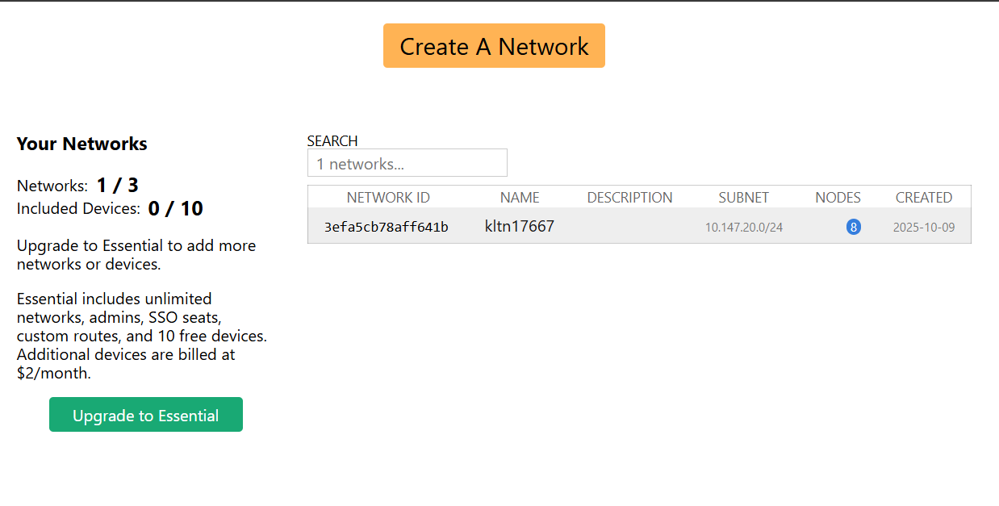 Create A Network
Your Networks
Networks: 1 / 3
Included Devices: 0 / 10
Upgrade to Essential to add more
networks or devices.
Essential includes unlimited
networks, admins, SSO seats,
custom routes, and 10 free devices.
Additional devices are billed at
$2/month.
Upgrade to Essential
SEARCH
1 networks...
NETWORK ID NAME DESCRIPTION SUBNET NODES CREATED
3efa5cb78aff641b kltn17667 10.147.20.0/24 8 2025-10-09